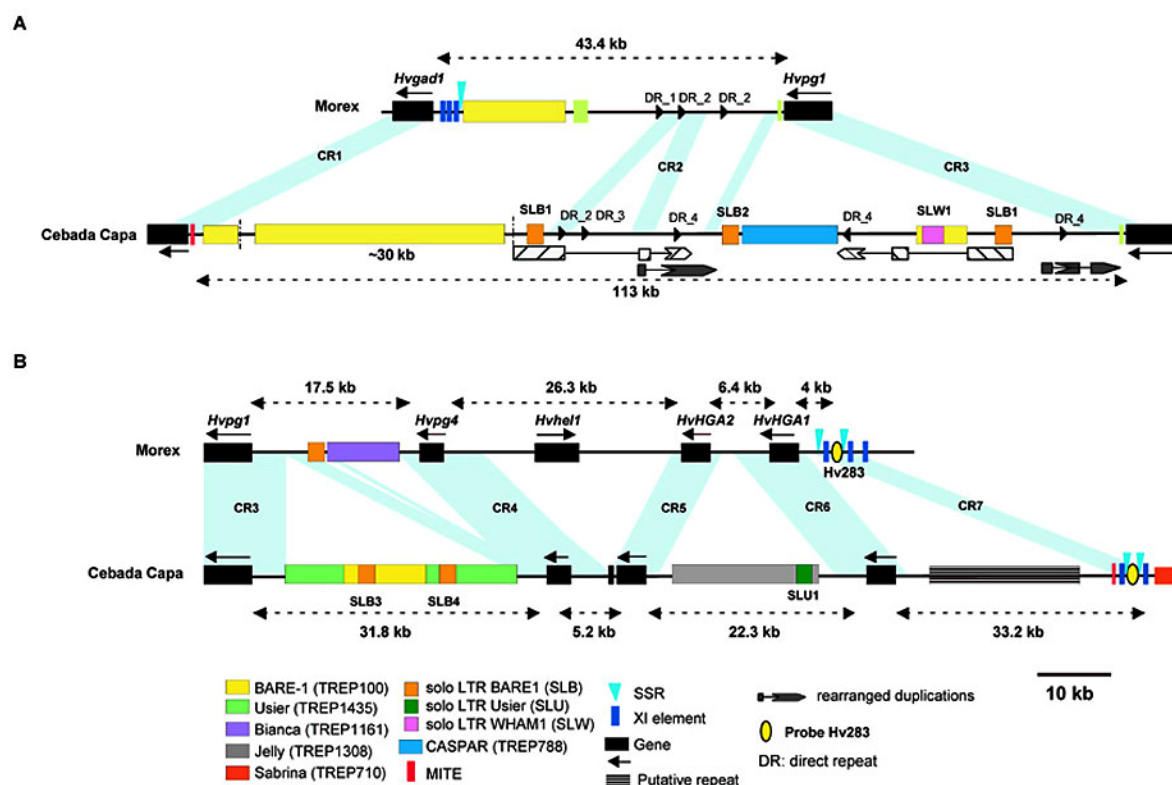 A
43.4 kb
Hvgad1
Hvpg1
Morex
DR_1
DR_2
DR_2
CR1
CR2
CR3
SLB1
DR_2
DR_3
DR_4
SLB2
DR_4
SLW1
SLB1
DR_4
Cebada Capa
~30 kb
113 kb
B
17.5 kb
26.3 kb
6.4 kb
4 kb
Hvpg1
Hvpg4
Hvhel1
HvHGA2
HvHGA1
Morex
Hv283
CR3
CR4
CR5
CR6
CR7
Cebada Capa
SLB3
SLB4
SLU1
31.8 kb
5.2 kb
22.3 kb
33.2 kb
BARE-1 (TREP100)
Usier (TREP1435)
Bianca (TREP1161)
Jelly (TREP1308)
Sabrina (TREP710)
solo LTR BARE1 (SLB)
solo LTR Usier (SLU)
solo LTR WHAM1 (SLW)
CASPAR (TREP788)
MITE
SSR
XI element
Gene
Putative repeat
rearranged duplications
Probe Hv283
DR: direct repeat
10 kb